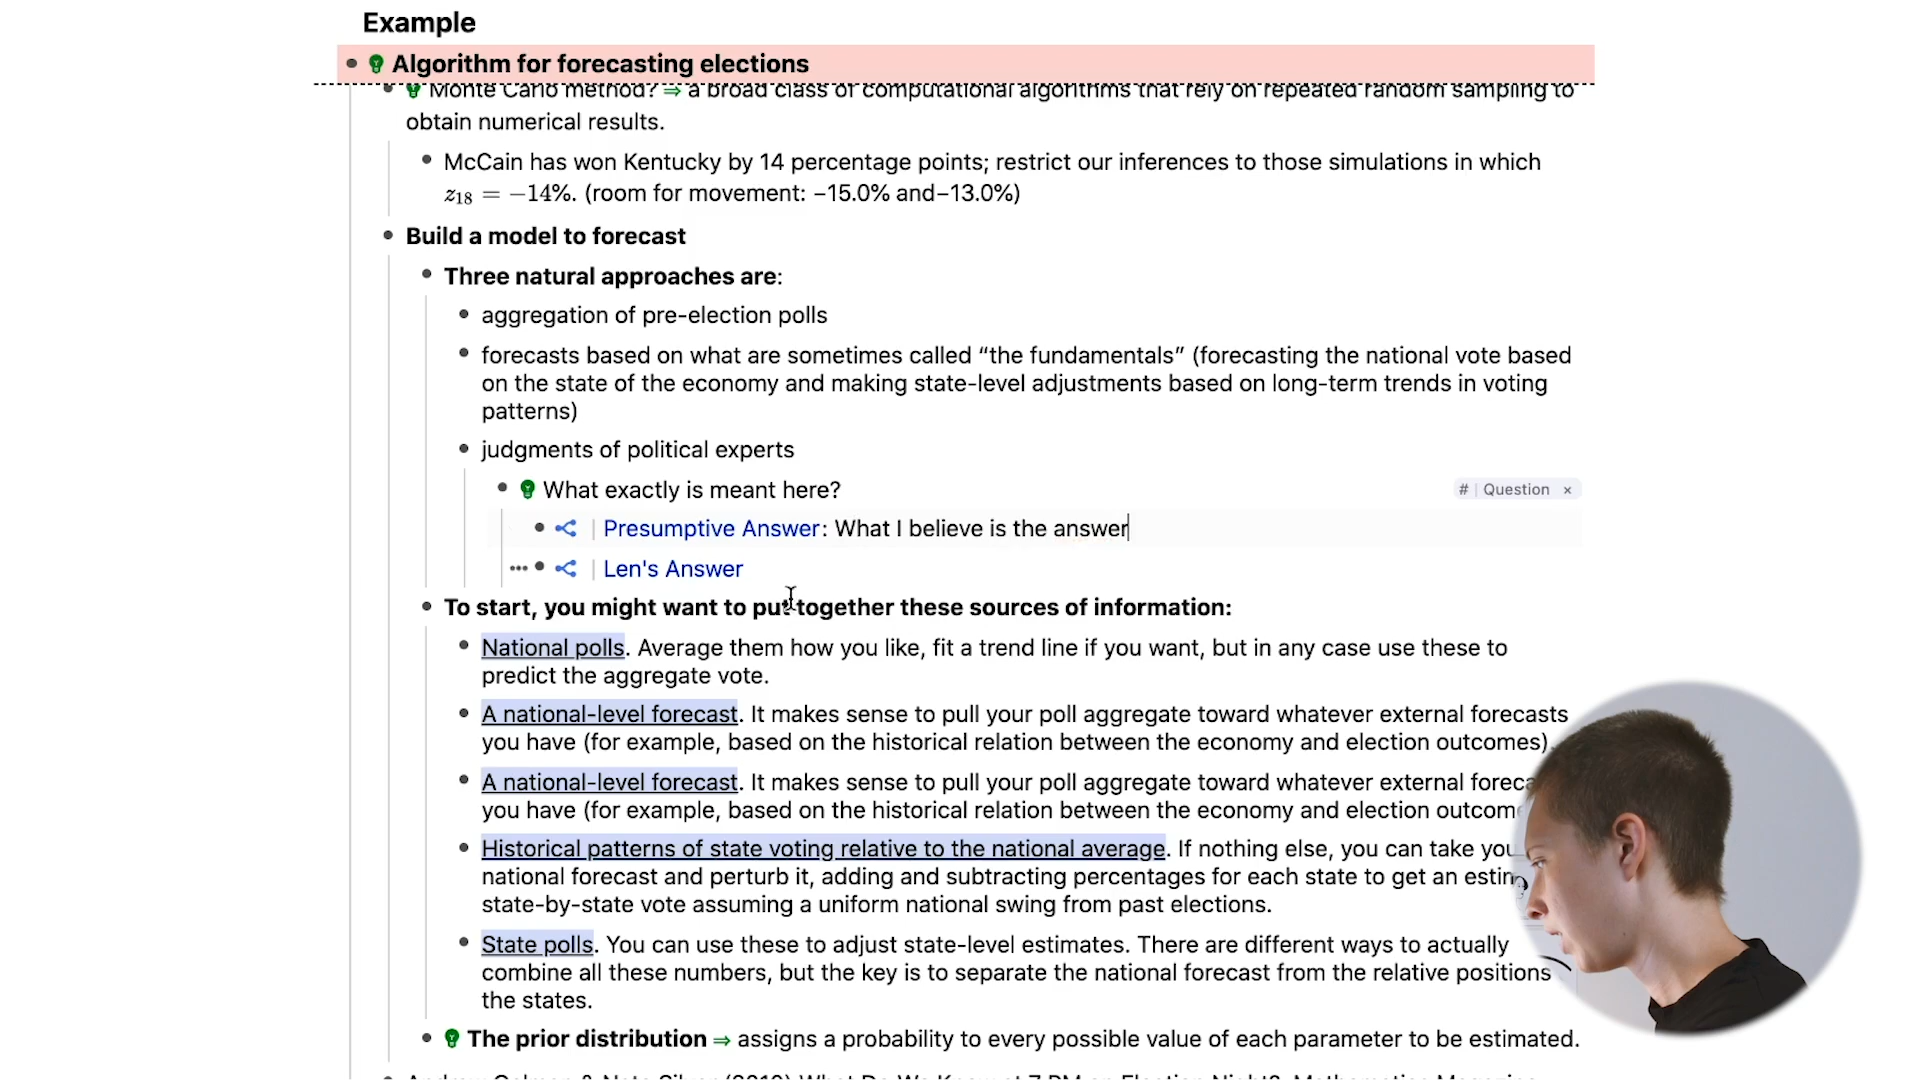 Example
Algorithm for forecasting elections
Monte Carlo method? ⇒ a broad class of computational algorithms that rely on repeated random sampling to
obtain numerical results.
McCain has won Kentucky by 14 percentage points; restrict our inferences to those simulations in which
z₁₈ = −14%. (room for movement: −15.0% and−13.0%)
Build a model to forecast
Three natural approaches are:
aggregation of pre-election polls
forecasts based on what are sometimes called “the fundamentals” (forecasting the national vote based
on the state of the economy and making state-level adjustments based on long-term trends in voting
patterns)
judgments of political experts
What exactly is meant here? # | Question ×
| Presumptive Answer: What I believe is the answer
| Len's Answer
To start, you might want to put together these sources of information:
National polls. Average them how you like, fit a trend line if you want, but in any case use these to
predict the aggregate vote.
A national-level forecast. It makes sense to pull your poll aggregate toward whatever external forecasts
you have (for example, based on the historical relation between the economy and election outcomes)
A national-level forecast. It makes sense to pull your poll aggregate toward whatever external
you have (for example, based on the historical relation between the economy and election
Historical patterns of state voting relative to the national average. If nothing else, you can take
national forecast and perturb it, adding and subtracting percentages for each state to get an
state-by-state vote assuming a uniform national swing from past elections.
State polls. You can use these to adjust state-level estimates. There are different ways to actually
combine all these numbers, but the key is to separate the national forecast from the relative positions
the states.
The prior distribution ⇒ assigns a probability to every possible value of each parameter to be estimated.